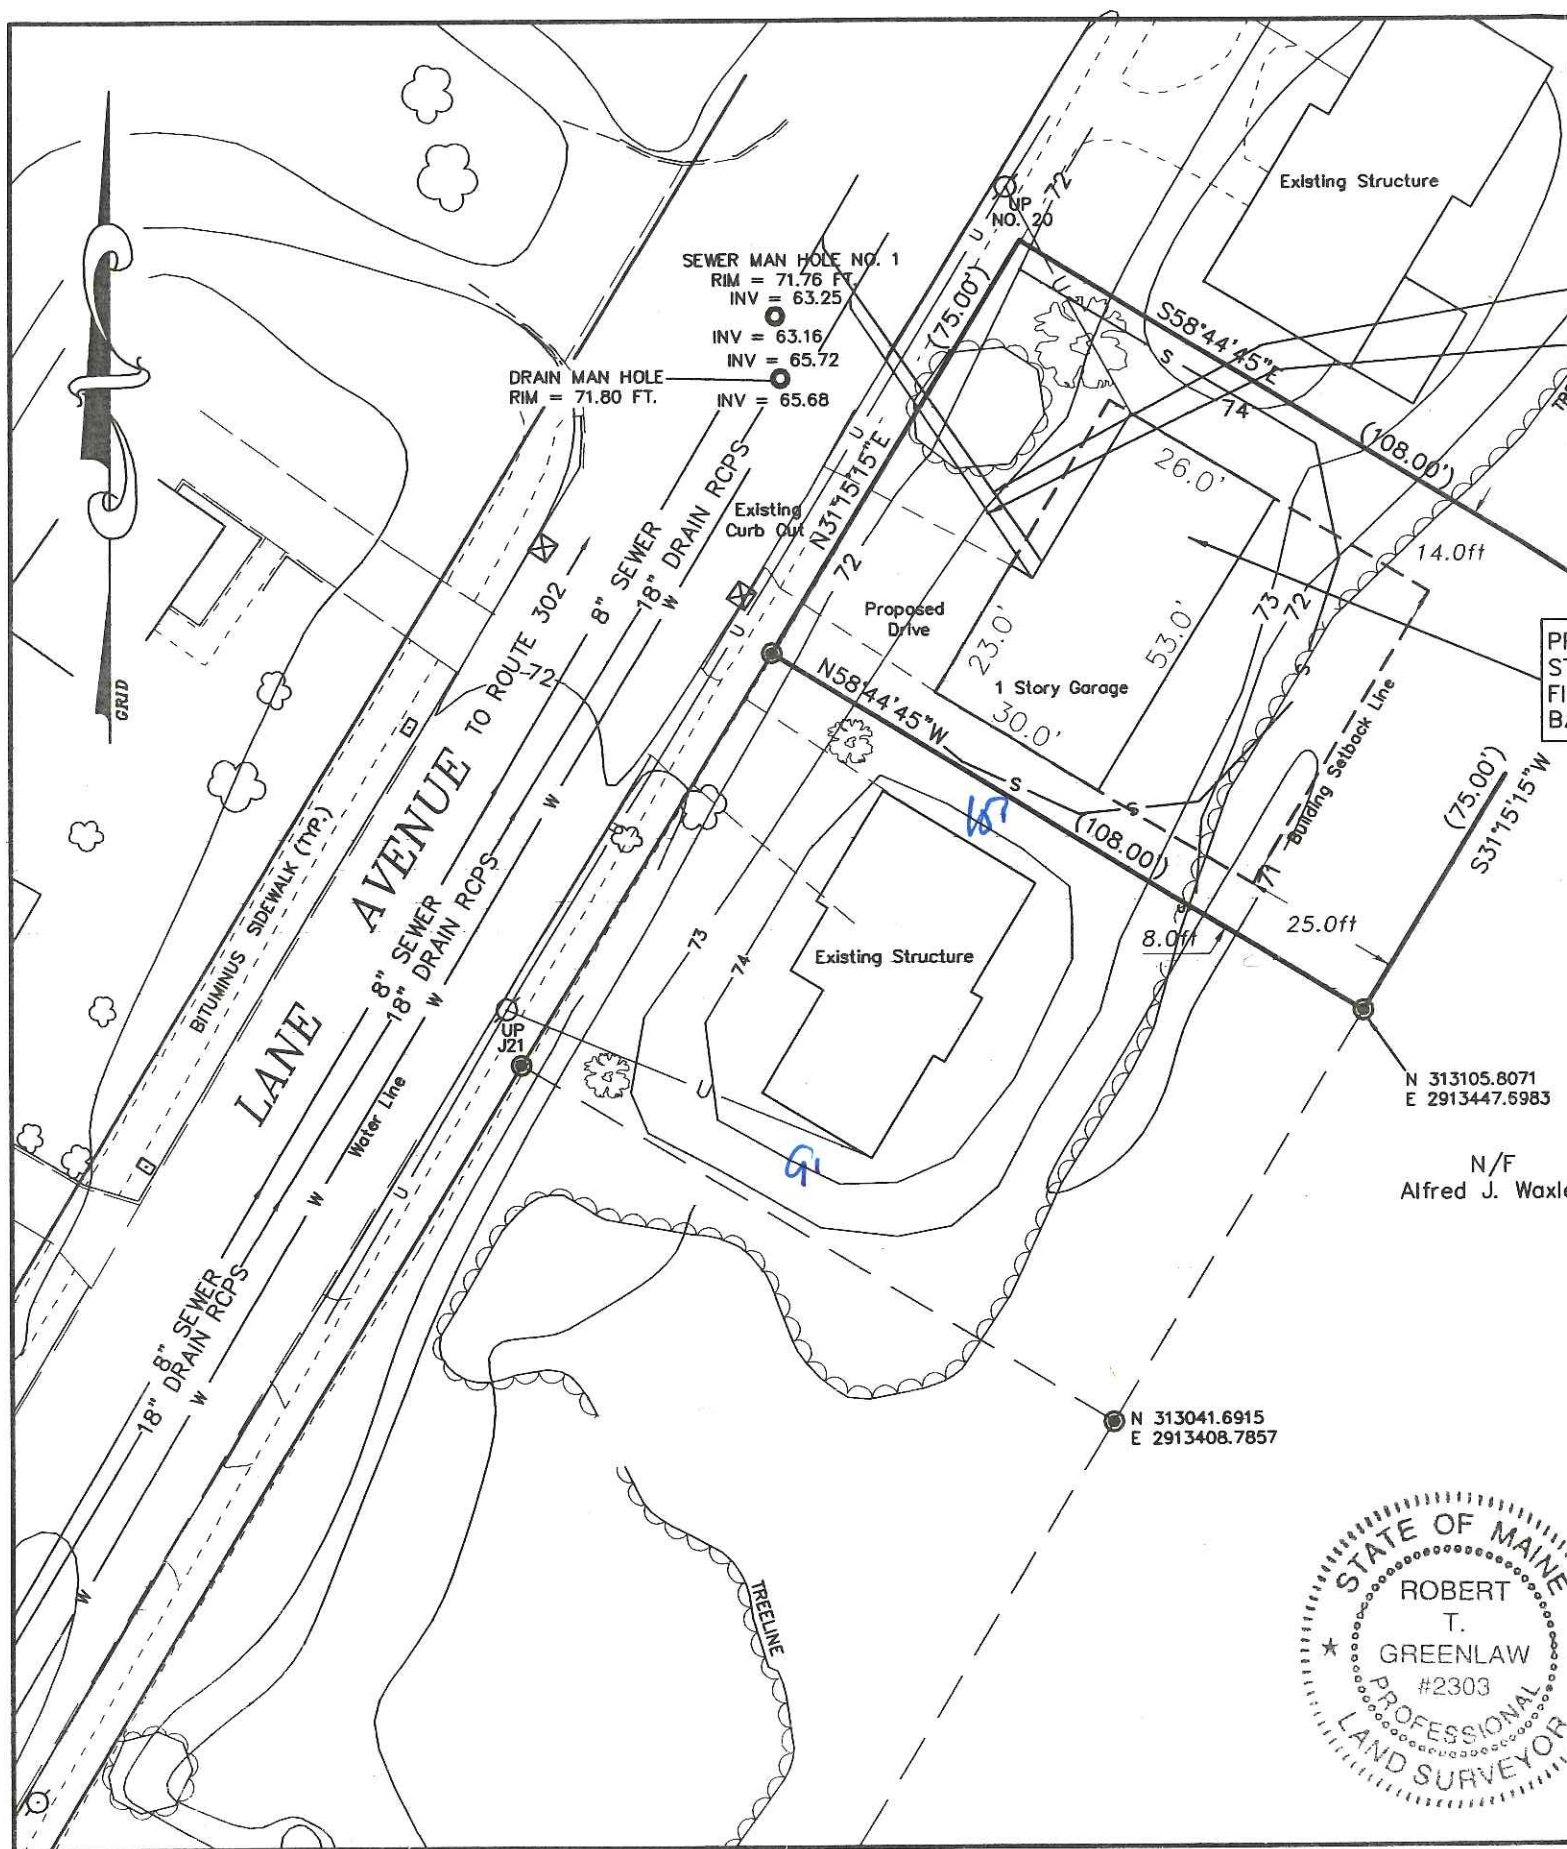 Existing Structure
UP
NO. 20
72
SEWER MAN HOLE NO. 1
RIM = 71.76 FT.
INV = 63.25
INV = 63.16
INV = 65.72
DRAIN MAN HOLE
RIM = 71.80 FT.
INV = 65.68
U
(75.00')
N31°15'15"E
U
S58°44'45"E
(108.00')
S
74
26.0'
14.0ft
Existing
Curb Cut
U
72
Proposed
Drive
23.0'
53.0'
73
72
S
1 Story Garage
30.0'
N58°44'45"W
(108.00')
S
S
S
Building Setback Line
71
8.0ft
25.0ft
(75.00')
S31°15'15"W
GRID
LANE AVENUE TO ROUTE 302
72
8" SEWER
18" DRAIN RCPS
W
U
W
BITUMINUS SIDEWALK (TYP.)
8" SEWER
18" DRAIN RCPS
W
W
Water Line
73
74
Existing Structure
UP
J21
U
U
W
N 313105.8071
E 2913447.6983
N/F
Alfred J.
8" SEWER
18" DRAIN RCPS
W
W
N 313041.6915
E 2913408.7857
TREELINE
STATE OF MAINE
ROBERT
T.
GREENLAW
#2303
PROFESSIONAL
LAND SURVEYOR